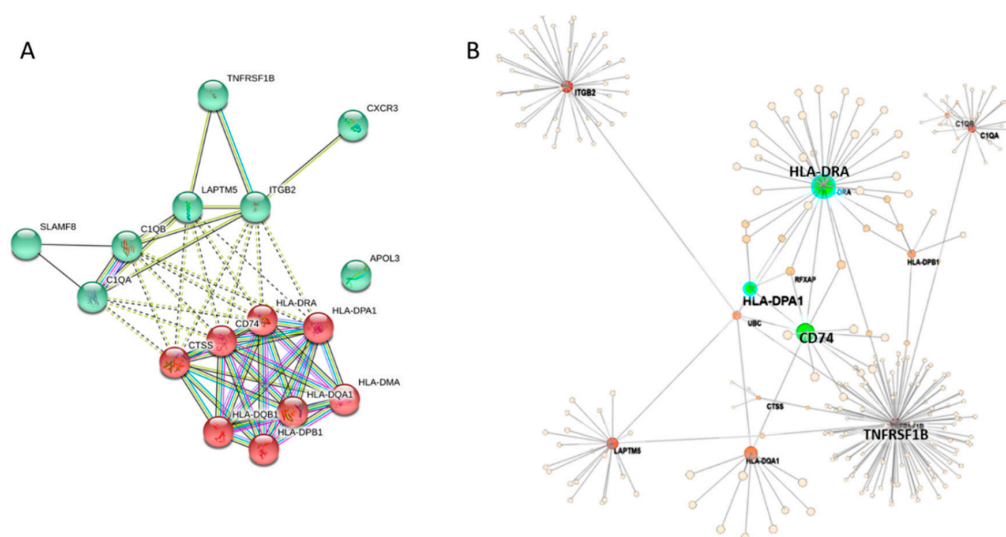 A
TNFRSF1B
CXCR3
LAPTM5
ITGB2
SLAMF8
C1QB
C1QA
APOL3
HLA-DRA
HLA-DPA1
CD74
CTSS
HLA-DMA
HLA-DQA1
HLA-DQB1
HLA-DPB1
B
ITGB2
C1QB
C1QA
HLA-DRA
HLA-DPB1
RFXAP
HLA-DPA1
UBC
CD74
CTSS
TNFRSF1B
LAPTM5
HLA-DQA1